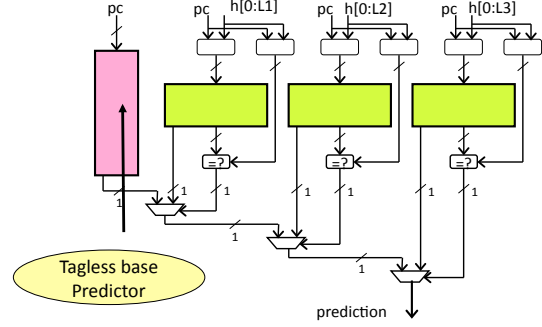 pc
pc h[0:L1]
pc h[0:L2]
pc h[0:L3]
=?
=?
=?
1
1
1
1
1
1
1
1
1
Tagless base
Predictor
prediction